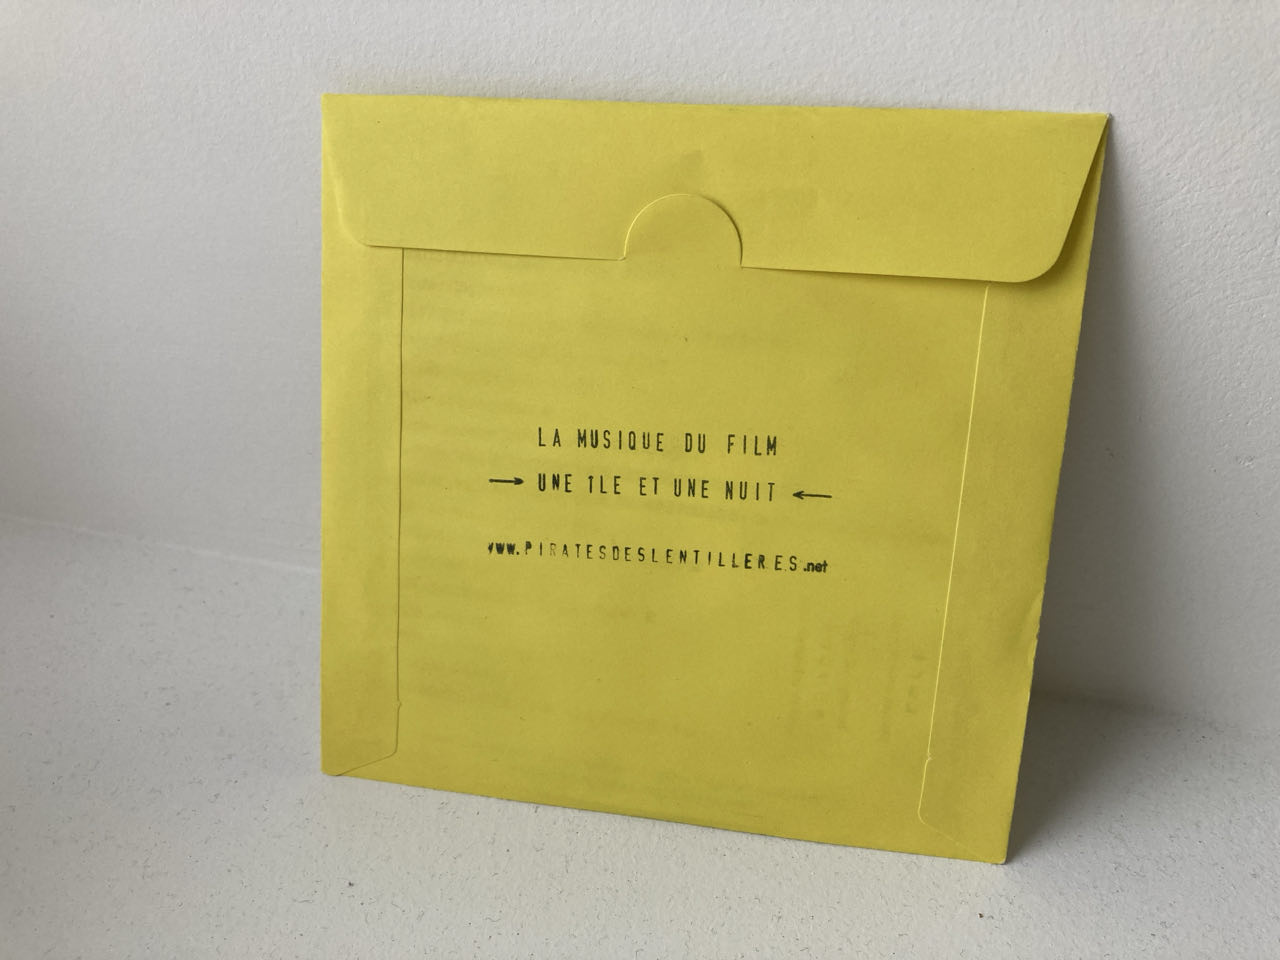 LA MUSIQUE DU FILM
→ UNE ÎLE ET UNE NUIT ←
www.PIRATESDESLENTILLERES.net